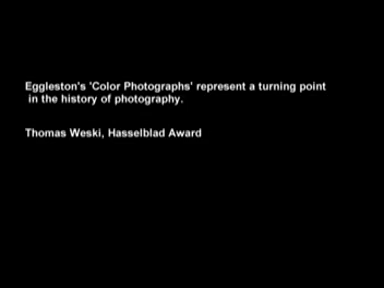 Eggleston's 'Color Photographs' represent a turning point
in the history of photography.
Thomas Weski, Hasselblad Award